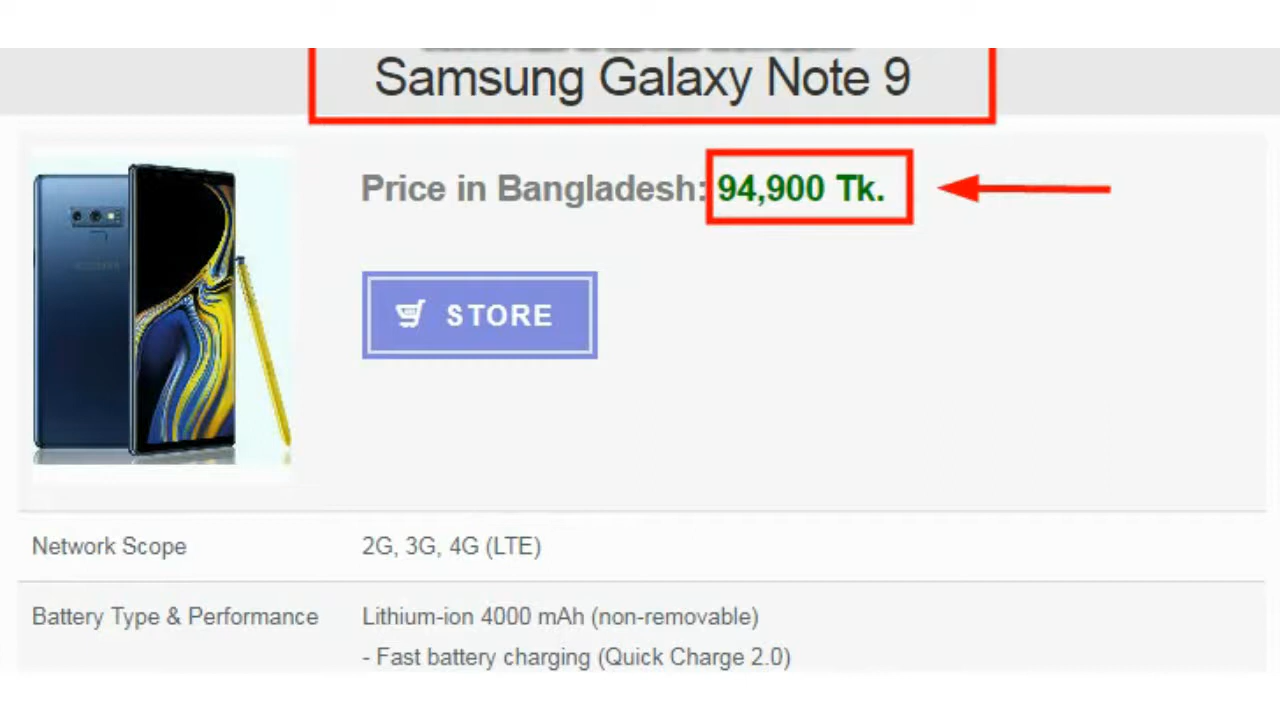 Samsung Galaxy Note 9
Price in Bangladesh: 94,900 Tk.
STORE
Network Scope
2G, 3G, 4G (LTE)
Battery Type & Performance
Lithium-ion 4000 mAh (non-removable)
- Fast battery charging (Quick Charge 2.0)